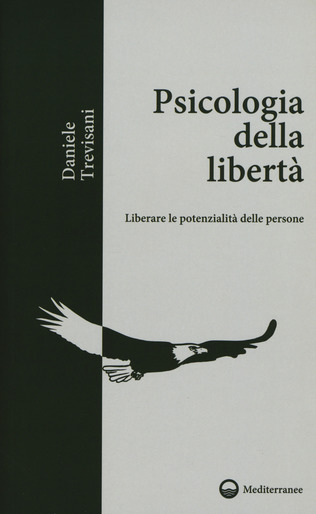 Daniele
Trevisani
Psicologia
della
libertà
Liberare le potenzialità delle persone
Mediterranee